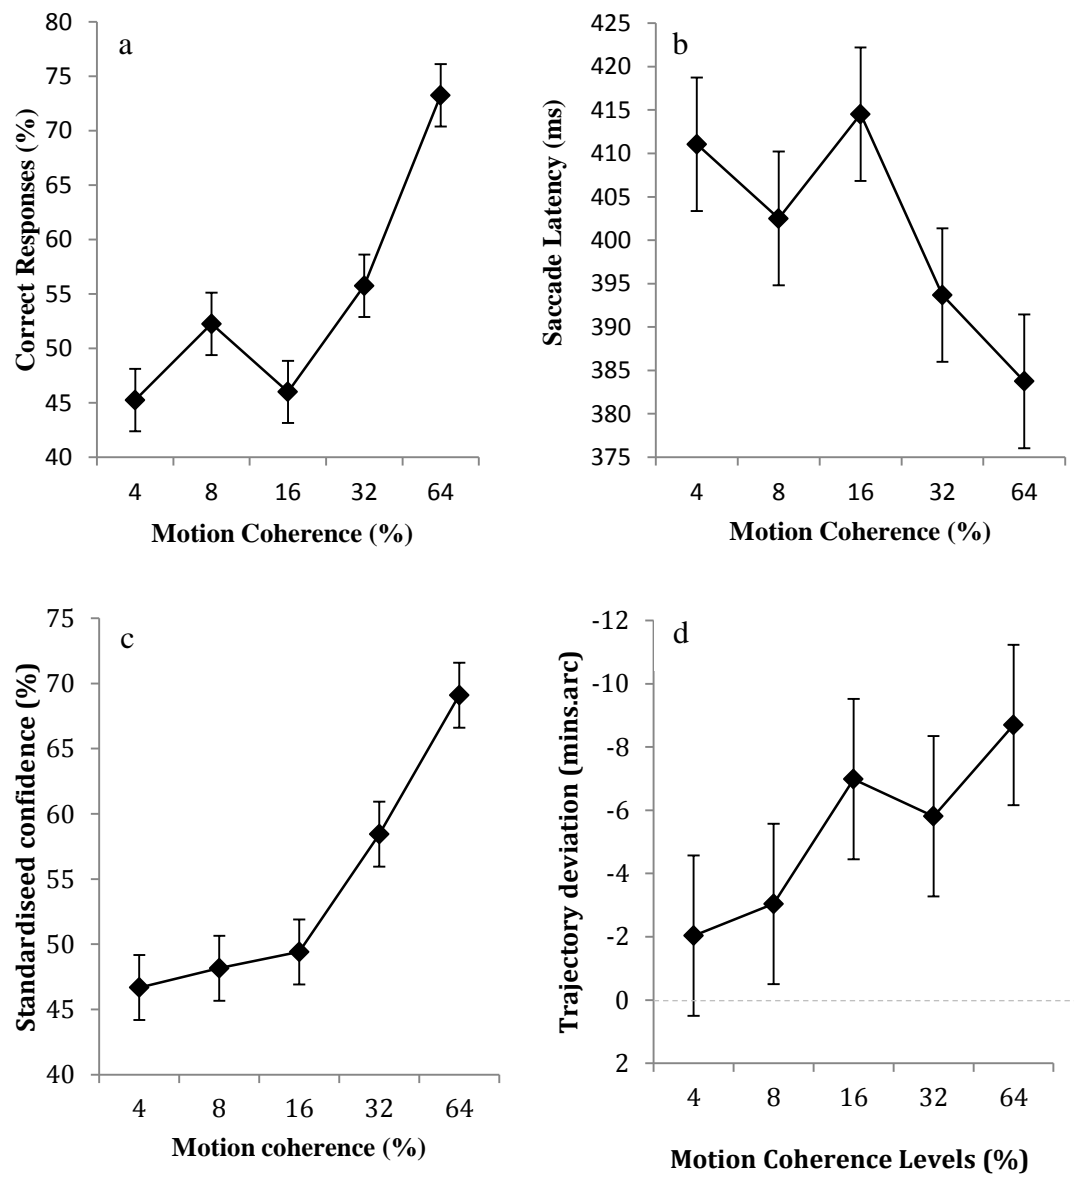 a
Correct Responses (%)
80
75
70
65
60
55
50
45
40
4 8 16 32 64
Motion Coherence (%)
b
Saccade Latency (ms)
425
420
415
410
405
400
395
390
385
380
375
4 8 16 32 64
Motion Coherence (%)
c
Standardiseed confidence (%)
75
70
65
60
55
50
45
40
4 8 16 32 64
Motion coherence (%)
d
Trajectory deviation (mins.arc)
-12
-10
-8
-6
-4
-2
0
2
4 8 16 32 64
Motion Coherence Levels (%)